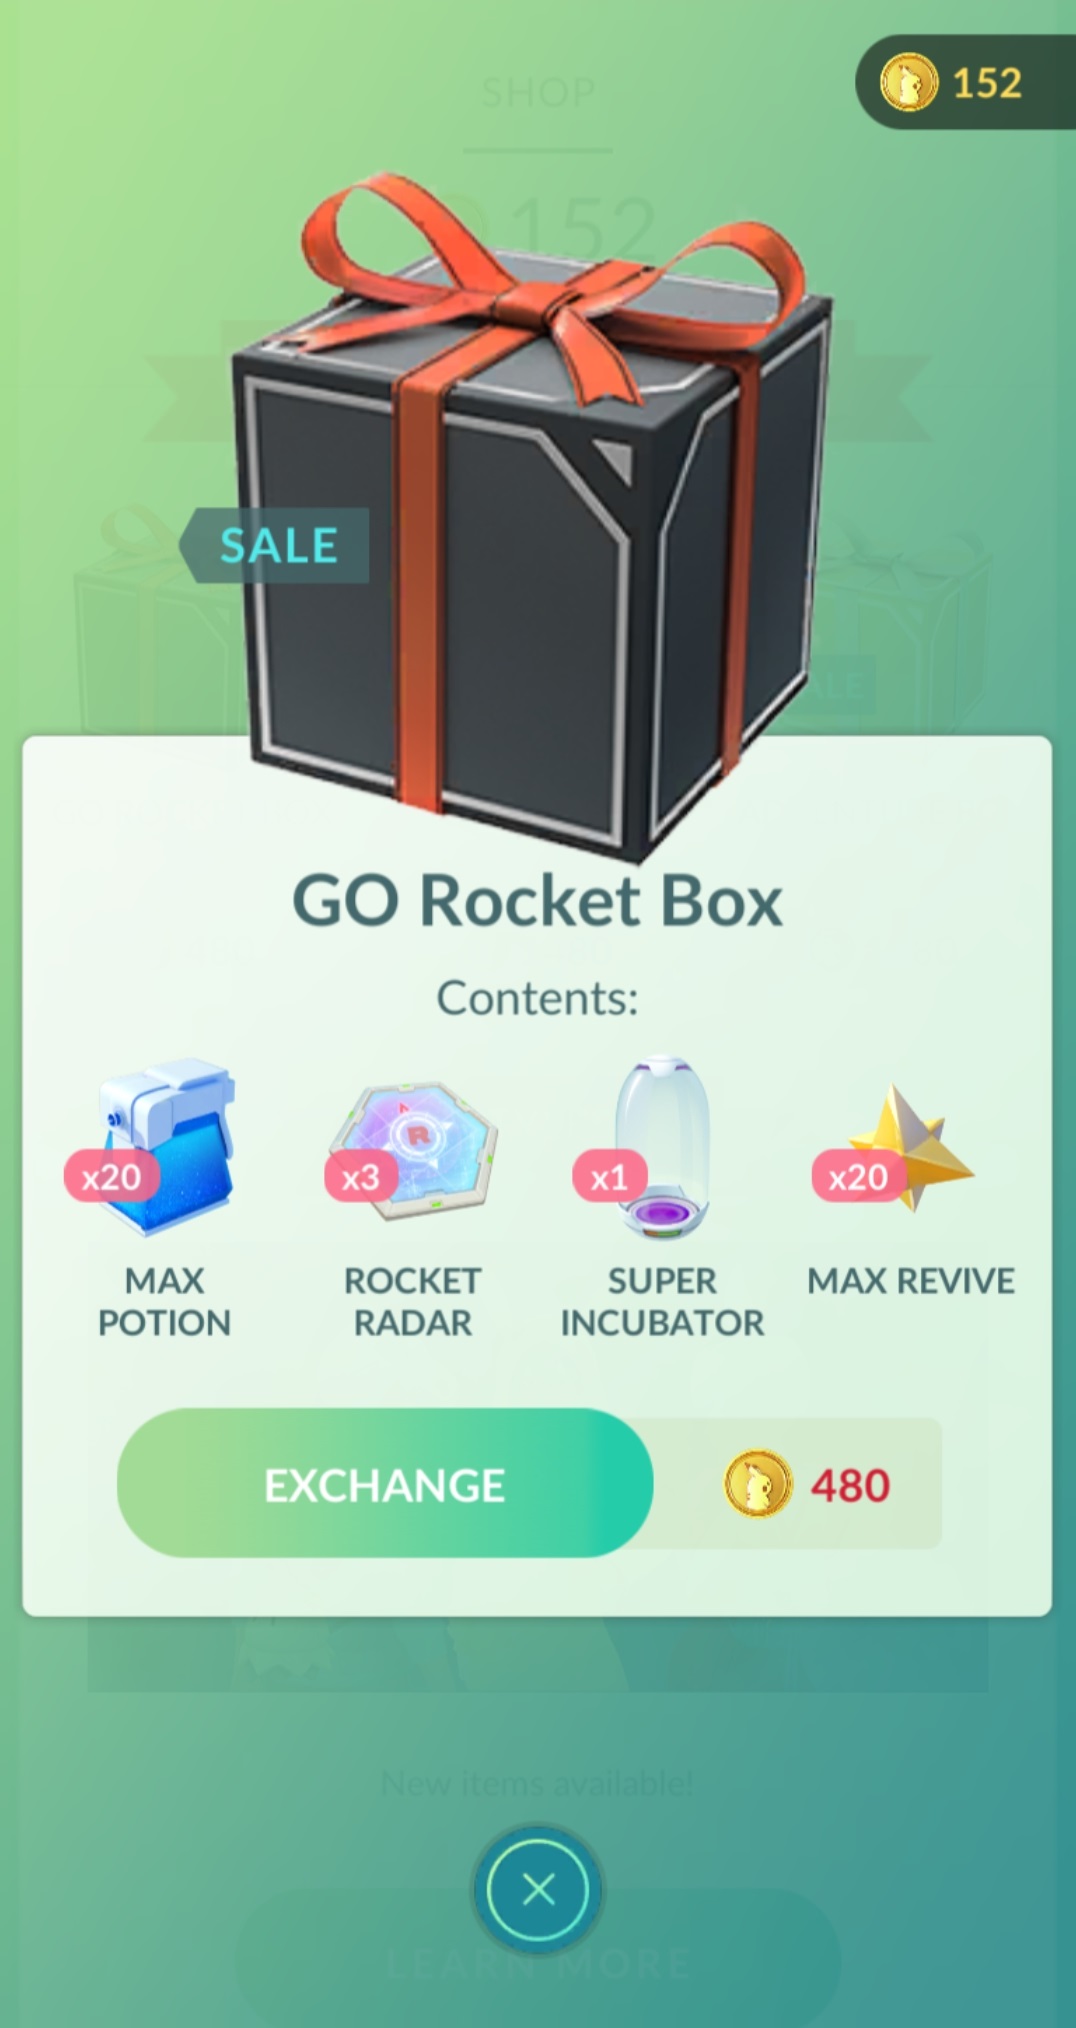 SHOP
152
152
SALE
ALE
GO Rocket Box
Contents:
x20
x3
R
x1
x20
MAX
POTION
ROCKET
RADAR
SUPER
INCUBATOR
MAX REVIVE
EXCHANGE
480
New items available!
LEARN MORE